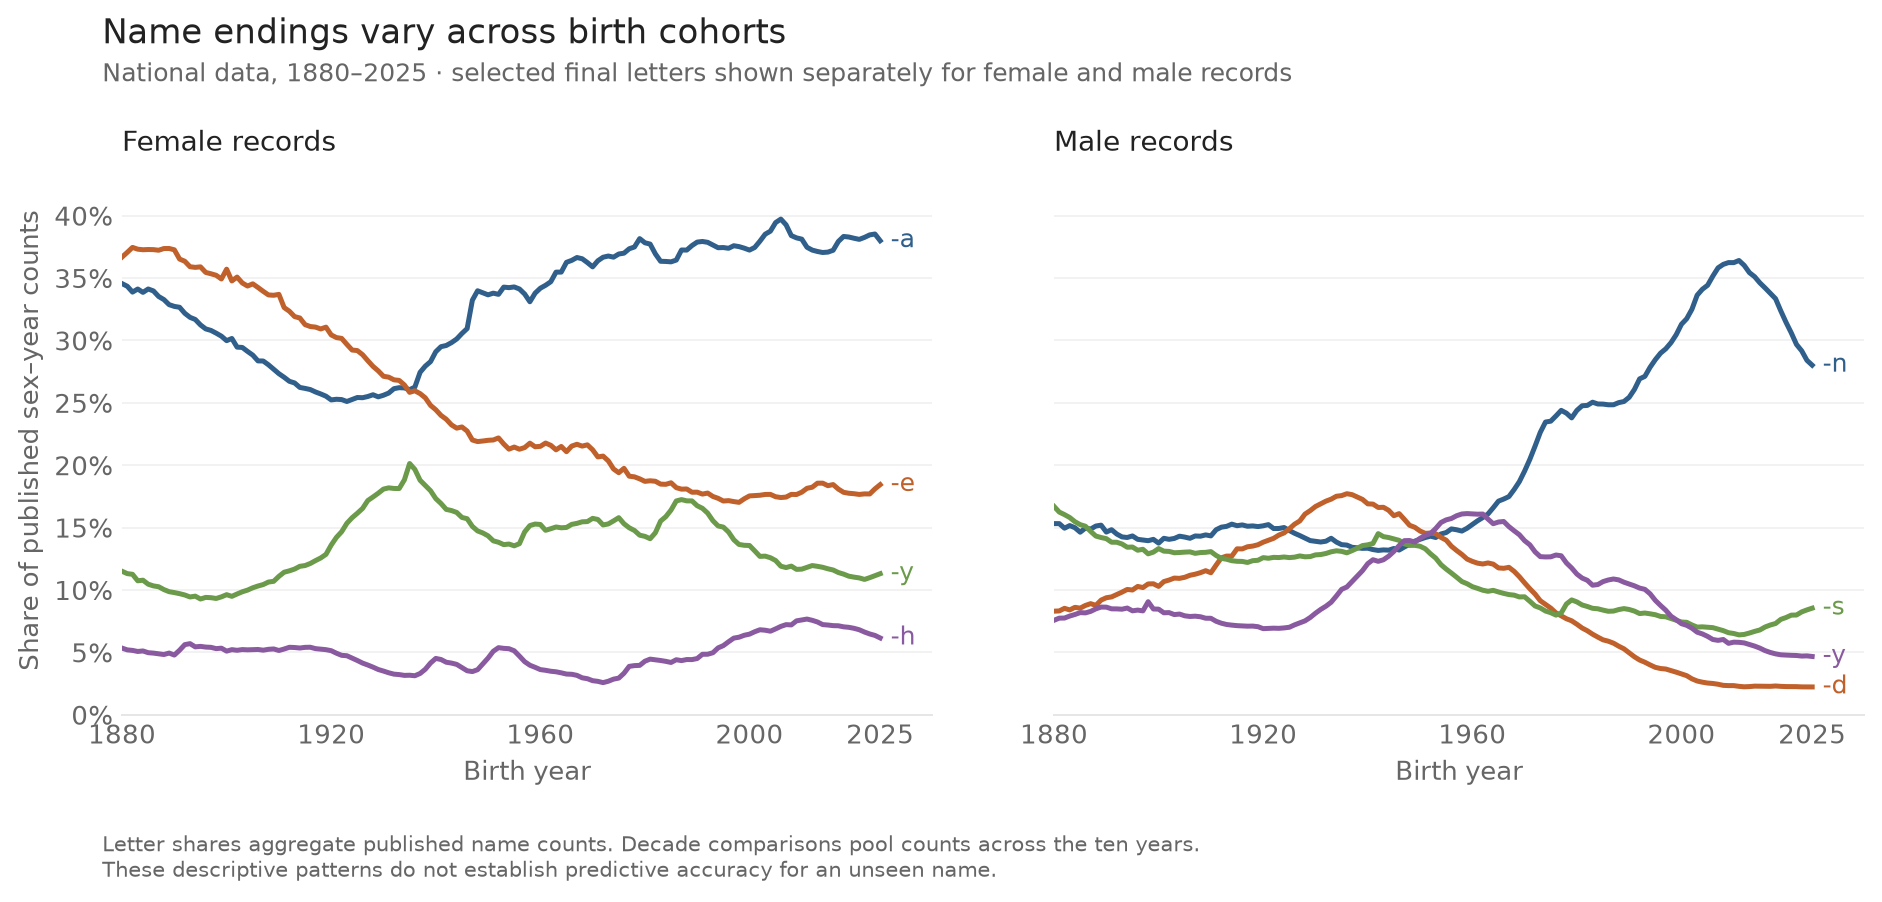 Name endings vary across birth cohorts
National data, 1880–2025 · selected final letters shown separately for female and male records
Female records
Share of published sex–year counts
40%
35%
30%
25%
20%
15%
10%
5%
0%
-a
-e
-y
-h
1880
1920
1960
2000
2025
Birth year
Male records
-n
-s
-y
-d
1880
1920
1960
2000
2025
Birth year
Letter shares aggregate published name counts. Decade comparisons pool counts across the ten years.
These descriptive patterns do not establish predictive accuracy for an unseen name.